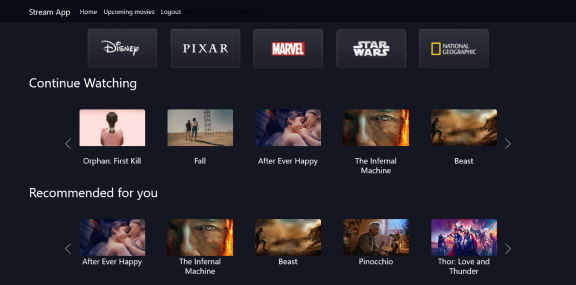 Stream App Home Upcoming movies Logout
Disney PIXAR MARVEL STAR WARS NATIONAL GEOGRAPHIC
Continue Watching
Orphan: First Kill Fall After Ever Happy The Infernal Machine Beast
Recommended for you
After Ever Happy The Infernal Machine Beast Pinocchio Thor: Love and Thunder